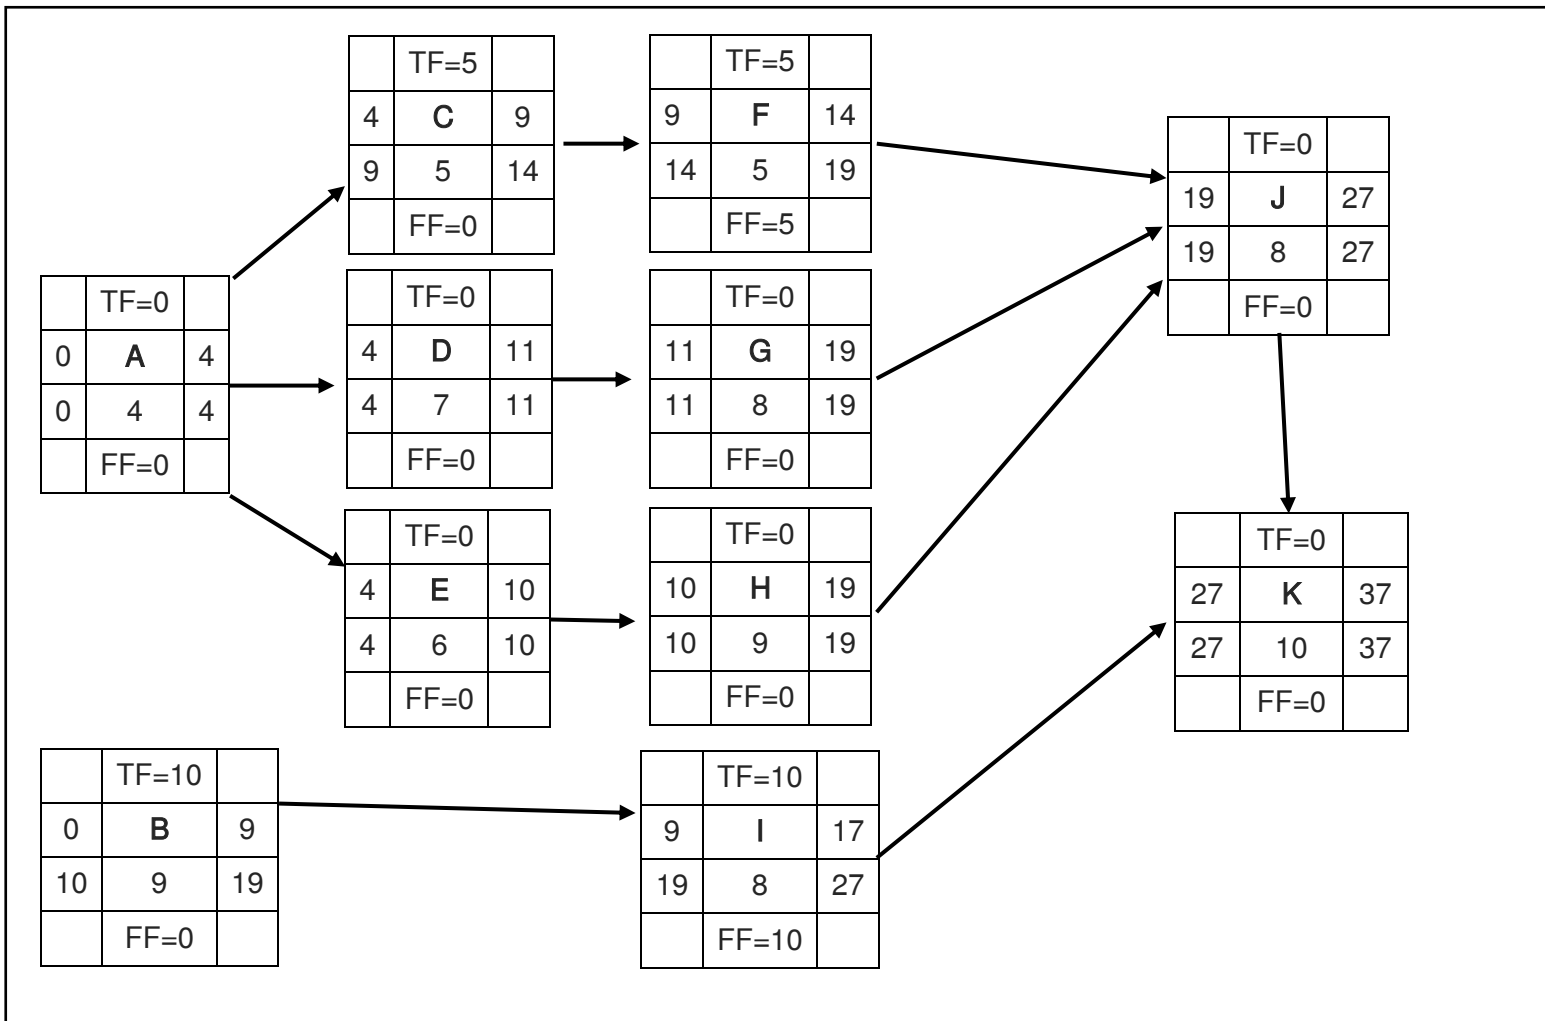 TF=5
4 C 9
9 5 14
FF=0
TF=5
9 F 14
14 5 19
FF=5
TF=0
19 J 27
19 8 27
FF=0
TF=0
0 A 4
0 4 4
FF=0
TF=0
4 D 11
4 7 11
FF=0
TF=0
11 G 19
11 8 19
FF=0
TF=0
4 E 10
4 6 10
FF=0
TF=0
10 H 19
10 9 19
FF=0
TF=0
27 K 37
27 10 37
FF=0
TF=10
0 B 9
10 9 19
FF=0
TF=10
9 I 17
19 8 27
FF=10